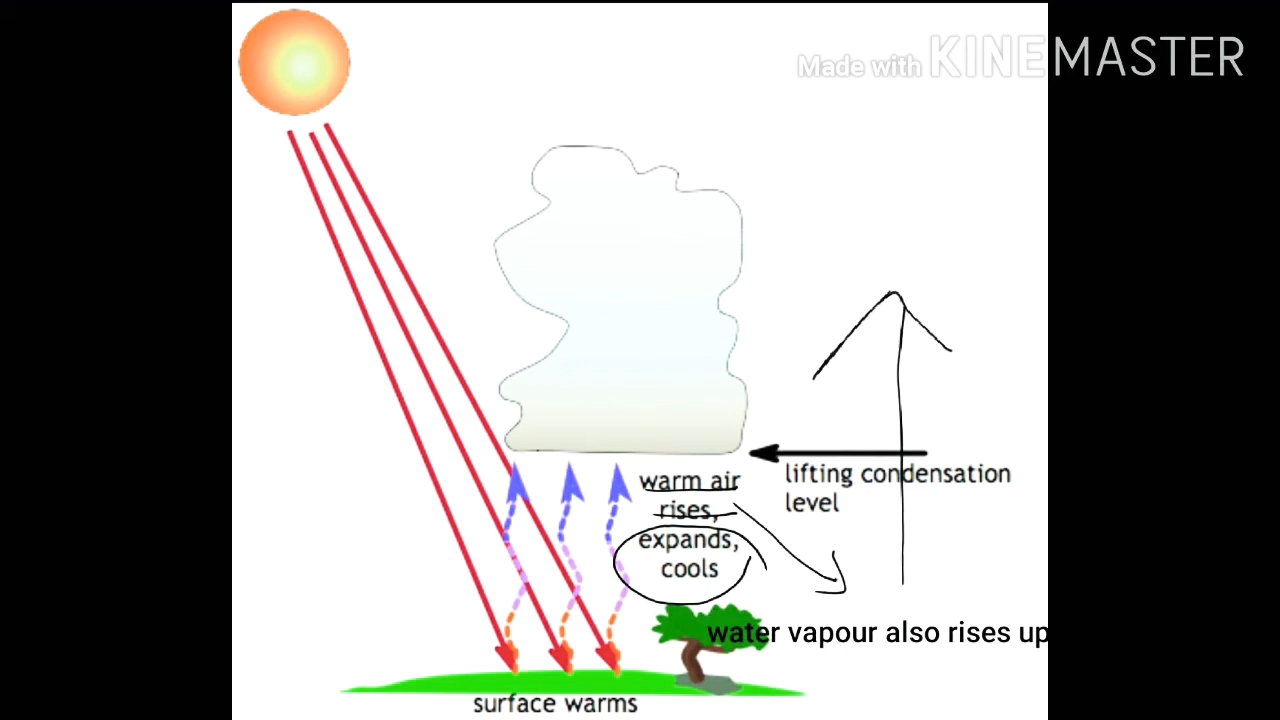 Made with KINEMASTER
warm air
rises,
expands,
cools
lifting condensation
level
water vapour also rises up
surface warms